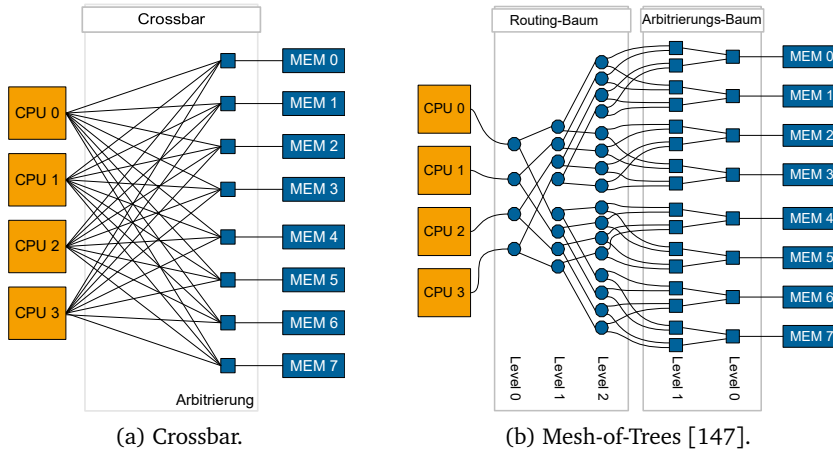 Crossbar
CPU 0
CPU 1
CPU 2
CPU 3
MEM 0
MEM 1
MEM 2
MEM 3
MEM 4
MEM 5
MEM 6
MEM 7
Arbitrierung
(a) Crossbar.
Routing-Baum
Arbitrierungs-Baum
CPU 0
CPU 1
CPU 2
CPU 3
MEM 0
MEM 1
MEM 2
MEM 3
MEM 4
MEM 5
MEM 6
MEM 7
Level 0
Level 1
Level 2
Level 1
Level 0
(b) Mesh-of-Trees [147].